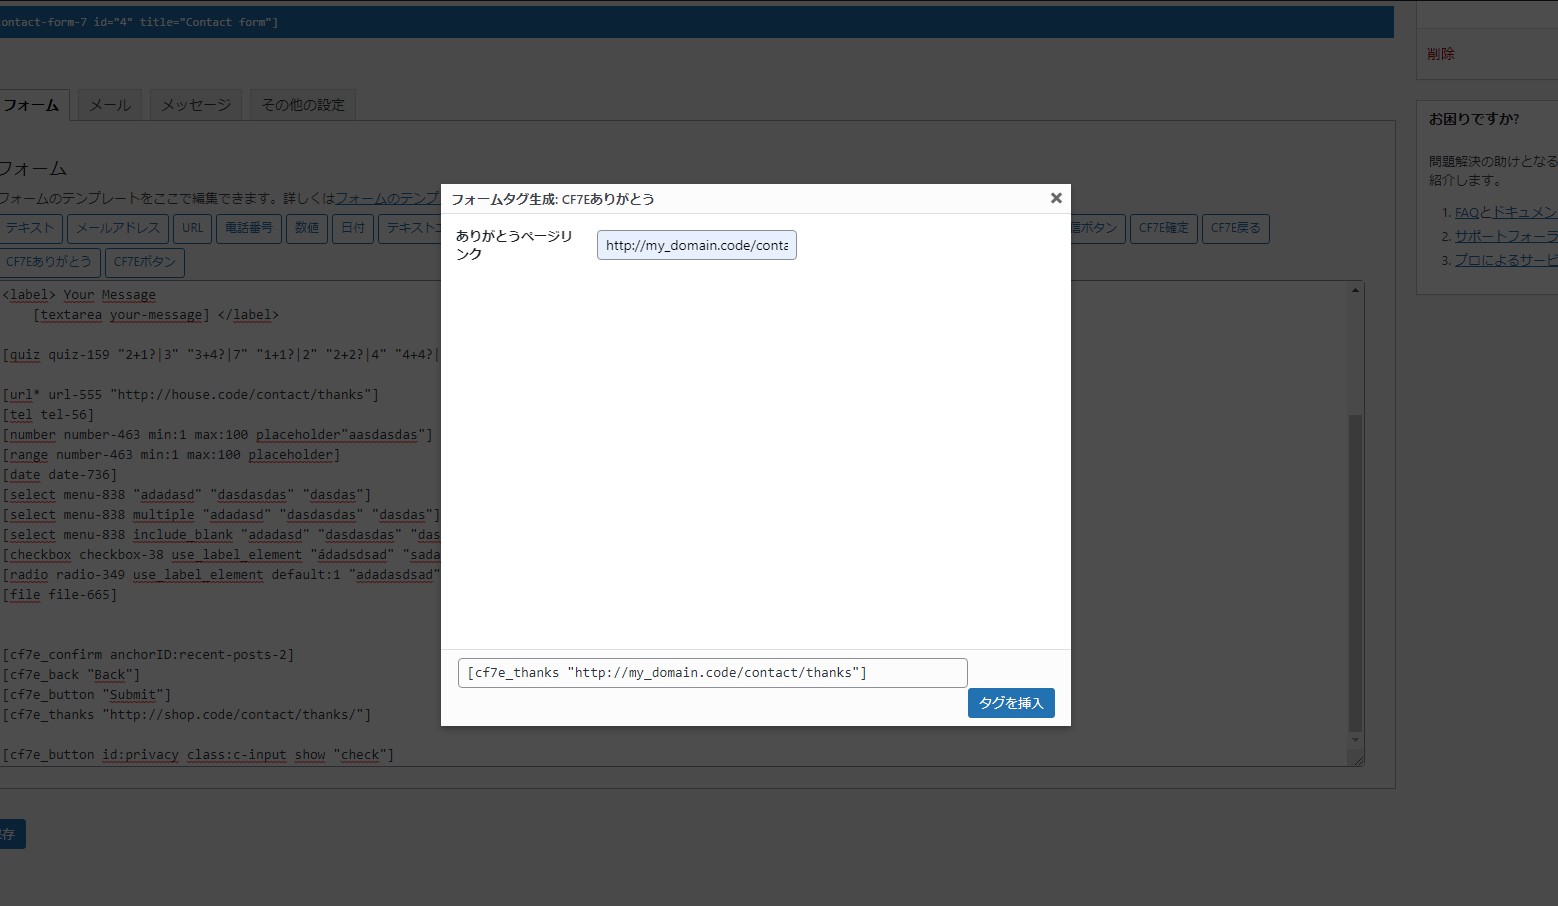 ontact-form-7 id="4" title="Contact form"]
削除
フォーム
メール
メッセージ
その他の設定
お困りですか?
フォーム
フォームのテンプレートをここで編集できます。詳しくはフォームのテンプ
問題解決の助けとなる
紹介します。
1. FAQとドキュメン
2. サポートフォーラ
3. プロによるサービ
テキスト
メールアドレス
URL
電話番号
数値
日付
テキストエ
信ボタン
CF7E確定
CF7E戻る
CF7Eありがとう
CF7Eボタン
<label> Your Message
[textarea your-message] </label>
[quiz quiz-159 "2+1?|3" "3+4?|7" "1+1?|2" "2+2?|4" "4+4?|
[url* url-555 "http://house.code/contact/thanks"]
[tel tel-56]
[number number-463 min:1 max:100 placeholder"aasdasdas"]
[range number-463 min:1 max:100 placeholder]
[date date-736]
[select menu-838 "adadasd" "dasdasdas" "dasdas"]
[select menu-838 multiple "adadasd" "dasdasdas" "dasdas"]
[select menu-838 include_blank "adadasd" "dasdasdas" "das
[checkbox checkbox-38 use_label_element "ádadsdsad" "sada
[radio radio-349 use_label_element default:1 "adadasdsad"
[file file-665]
[cf7e_confirm anchorID:recent-posts-2]
[cf7e_back "Back"]
[cf7e_button "Submit"]
[cf7e_thanks "http://shop.code/contact/thanks/"]
[cf7e_button id:privacy class:c-input show "check"]
存
フォームタグ生成: CF7Eありがとう
ありがとうページリ
ンク
http://my_domain.code/conta
[cf7e_thanks "http://my_domain.code/contact/thanks"]
タグを挿入